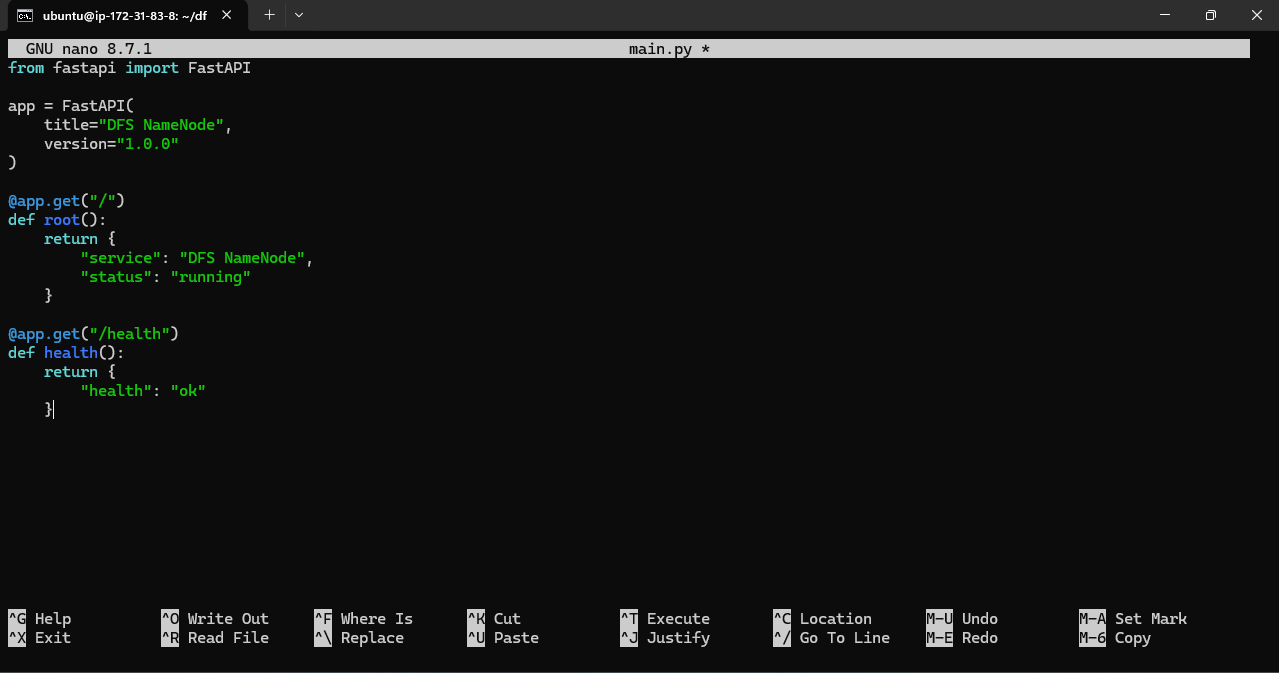 ubuntu@ip-172-31-83-8: ~/df
GNU nano 8.7.1 main.py *
from fastapi import FastAPI
app = FastAPI(
    title="DFS NameNode",
    version="1.0.0"
)
@app.get("/")
def root():
    return {
        "service": "DFS NameNode",
        "status": "running"
    }
@app.get("/health")
def health():
    return {
        "health": "ok"
    }
^G Help ^O Write Out ^F Where Is ^K Cut ^T Execute ^C Location M-U Undo M-A Set Mark
^X Exit ^R Read File ^\ Replace ^U Paste ^J Justify ^/ Go To Line M-E Redo M-6 Copy